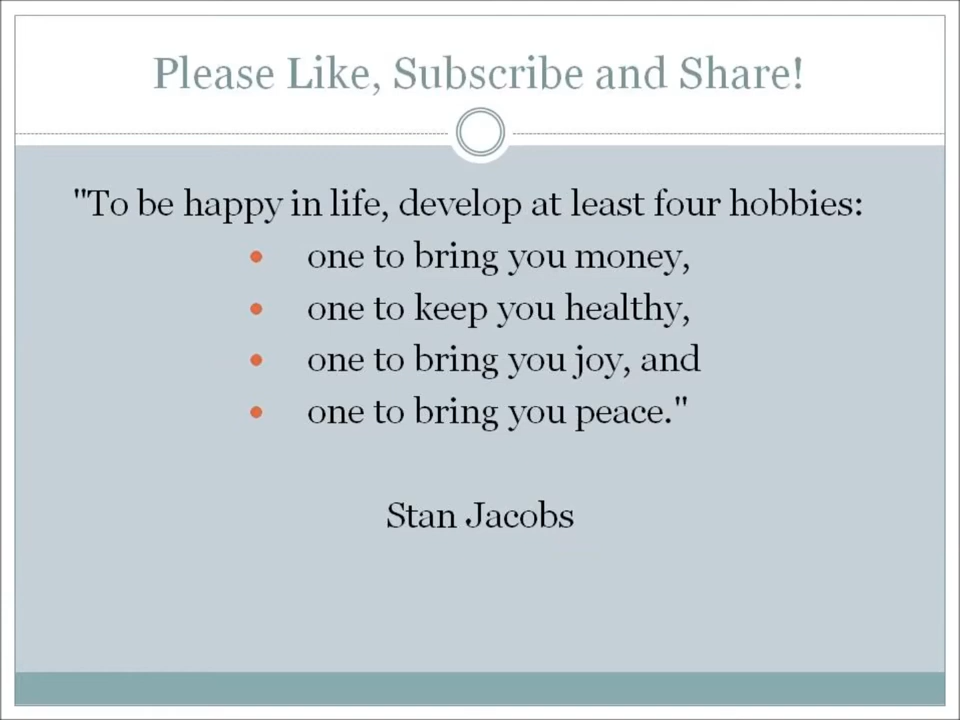 Please Like, Subscribe and Share!
"To be happy in life, develop at least four hobbies:
• one to bring you money,
• one to keep you healthy,
• one to bring you joy, and
• one to bring you peace."
Stan Jacobs